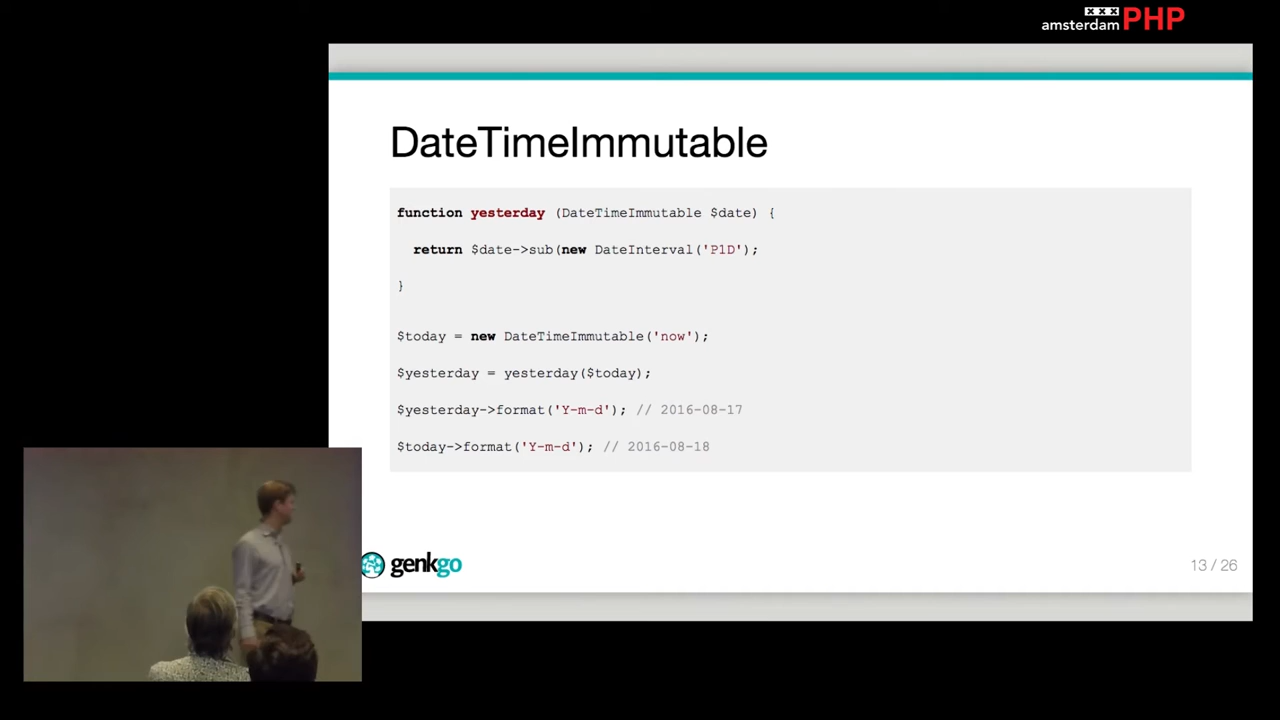 xxx
amsterdamPHP
DateTimeImmutable
function yesterday (DateTimeImmutable $date) {
return $date->sub(new DateInterval('P1D');
}
$today = new DateTimeImmutable('now');
$yesterday = yesterday($today);
$yesterday->format('Y-m-d'); // 2016-08-17
$today->format('Y-m-d'); // 2016-08-18
genkgo
13 / 26